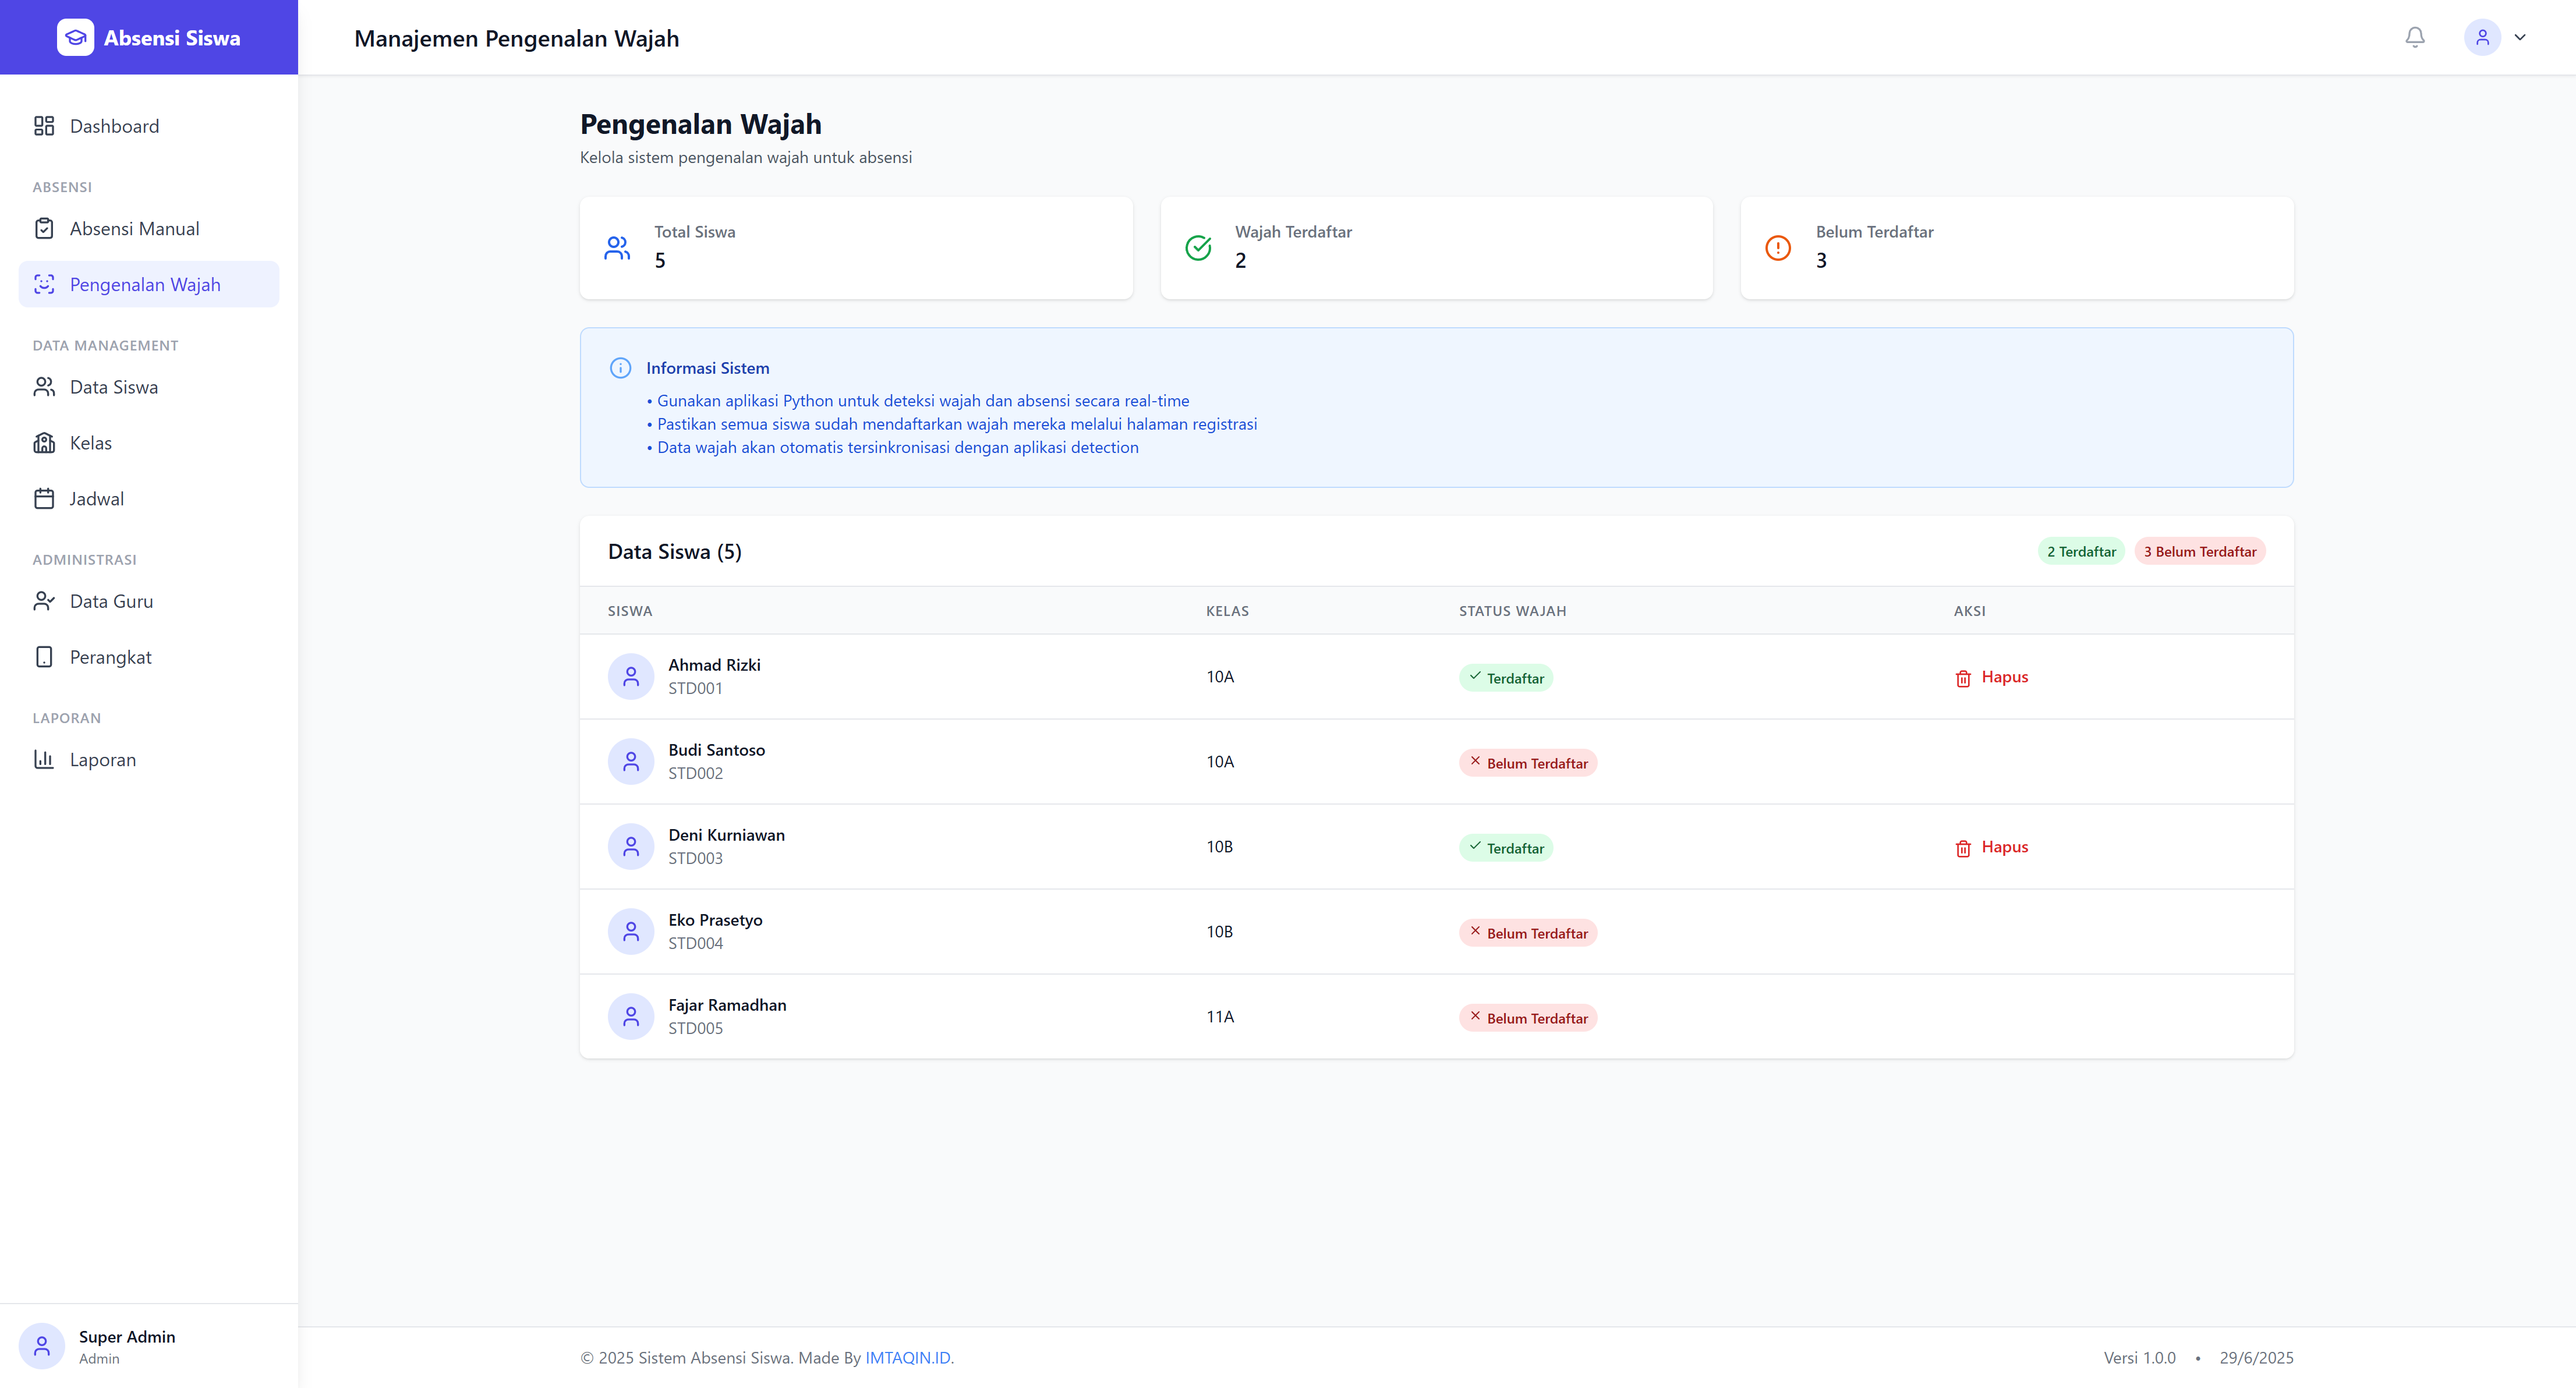 Absensi Siswa
Manajemen Pengenalan Wajah
Dashboard
ABSENSI
Absensi Manual
Pengenalan Wajah
DATA MANAGEMENT
Data Siswa
Kelas
Jadwal
ADMINISTRASI
Data Guru
Perangkat
LAPORAN
Laporan
Super Admin
Admin
Pengenalan Wajah
Kelola sistem pengenalan wajah untuk absensi
Total Siswa
5
Wajah Terdaftar
2
Belum Terdaftar
3
Informasi Sistem
• Gunakan aplikasi Python untuk deteksi wajah dan absensi secara real-time
• Pastikan semua siswa sudah mendaftarkan wajah mereka melalui halaman registrasi
• Data wajah akan otomatis tersinkronisasi dengan aplikasi detection
Data Siswa (5) 2 Terdaftar 3 Belum Terdaftar
SISWA KELAS STATUS WAJAH AKSI
Ahmad Rizki
STD001
10A Terdaftar Hapus
Budi Santoso
STD002
10A Belum Terdaftar
Deni Kurniawan
STD003
10B Terdaftar Hapus
Eko Prasetyo
STD004
10B Belum Terdaftar
Fajar Ramadhan
STD005
11A Belum Terdaftar
© 2025 Sistem Absensi Siswa. Made By IMTAQIN.ID. Versi 1.0.0 • 29/6/2025